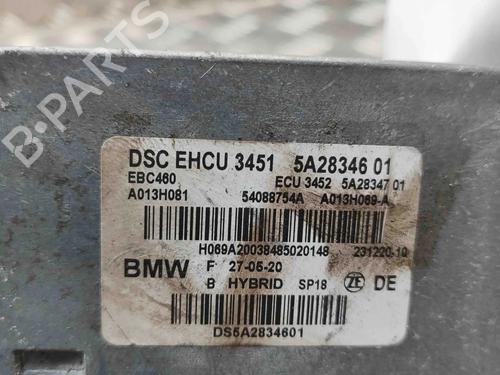 DSC EHCU 3451 5A28346 01
EBC460 ECU 3452 5A28347 01
A013H081 54088754A A013H069-A
H069A20038485020148 231220-10
BMW F 27-05-20
B HYBRID SP18 ZF DE
DS5A2834601
B-PARTS